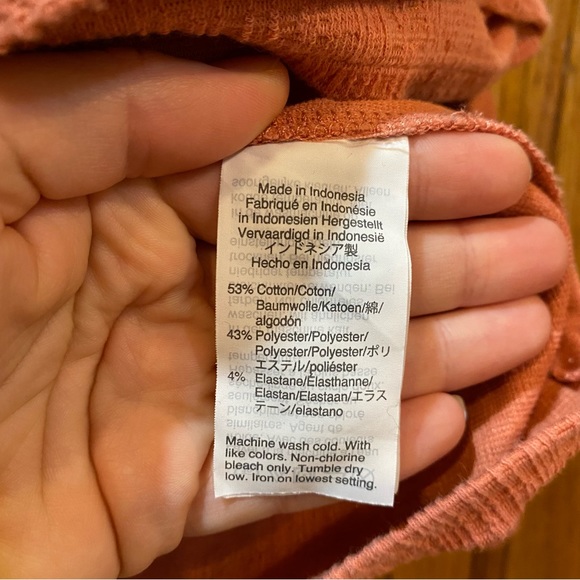 Made in Indonesia
Fabriqué en Indonésie
in Indonesien Hergestellt
Vervaardigd in Indonesië
インドネシア製
Hecho en Indonesia
53% Cotton/Coton/
Baumwolle/Katoen/綿/
algodón
43% Polyester/Polyester/
Polyester/Polyester/ポリ
エステル/poliéster
4% Elastane/Élasthanne/
Elastan/Elastaan/エラス
テーン/elastano
Machine wash cold. With
like colors. Non-chlorine
bleach only. Tumble dry
low. Iron on lowest setting.